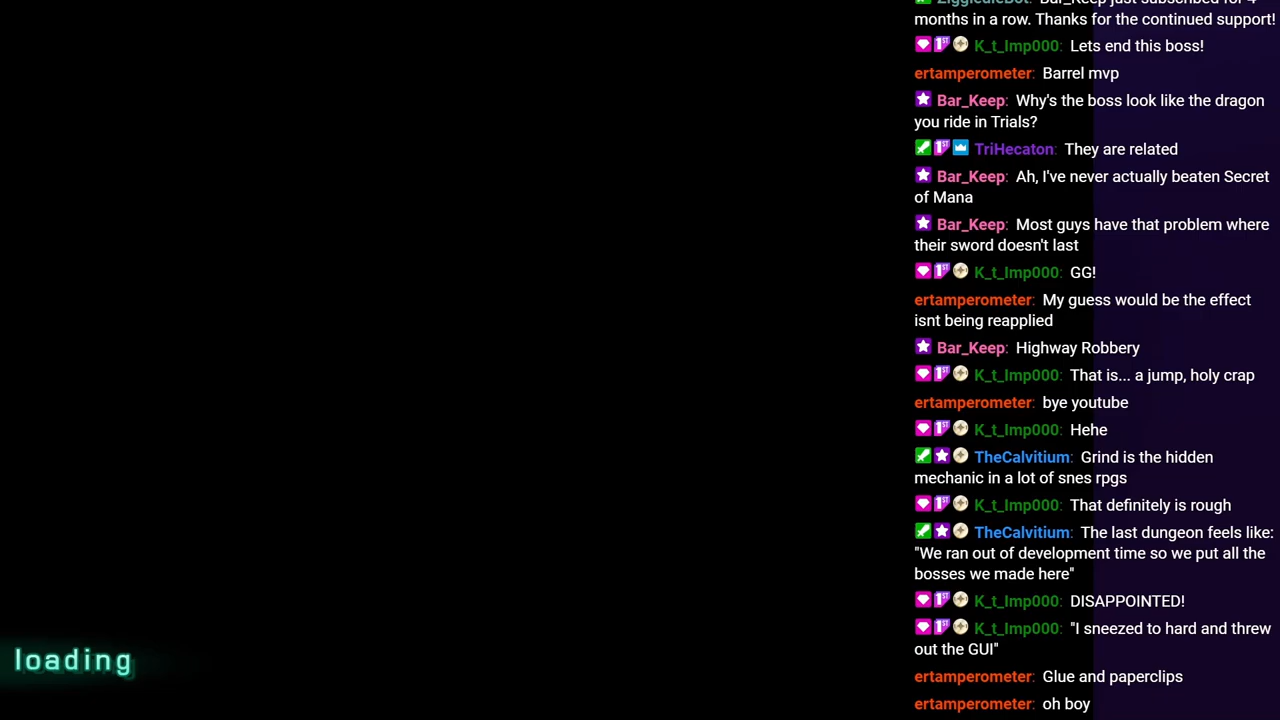 ZiggledieBot: Bar_Keep just subscribed for 4
months in a row. Thanks for the continued support!
K_t_Imp000: Lets end this boss!
ertamperometer: Barrel mvp
Bar_Keep: Why's the boss look like the dragon
you ride in Trials?
TriHecaton: They are related
Bar_Keep: Ah, I've never actually beaten Secret
of Mana
Bar_Keep: Most guys have that problem where
their sword doesn't last
K_t_Imp000: GG!
ertamperometer: My guess would be the effect
isnt being reapplied
Bar_Keep: Highway Robbery
K_t_Imp000: That is... a jump, holy crap
ertamperometer: bye youtube
K_t_Imp000: Hehe
TheCalvitium: Grind is the hidden
mechanic in a lot of snes rpgs
K_t_Imp000: That definitely is rough
TheCalvitium: The last dungeon feels like:
"We ran out of development time so we put all the
bosses we made here"
K_t_Imp000: DISAPPOINTED!
K_t_Imp000: "I sneezed to hard and threw
out the GUI"
ertamperometer: Glue and paperclips
ertamperometer: oh boy
loading